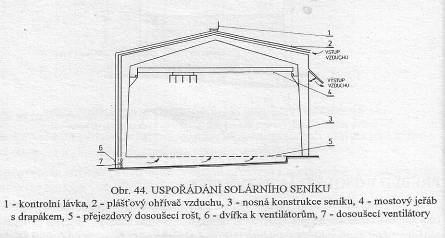 1
2
VSTUP
VZDUCHU
VÝSTUP
VZDUCHU
4
3
6
7
5
Obr. 44. USPOŘÁDÁNÍ SOLÁRNÍHO SENÍKU
1 - kontrolní lávka, 2 - plášťový ohřívač vzduchu, 3 - nosná konstrukce seníku, 4 - mostový jeřáb
s drapákem, 5 - přejezdový dosoušecí rošt, 6 - dvířka k ventilátorům, 7 - dosoušecí ventilátory